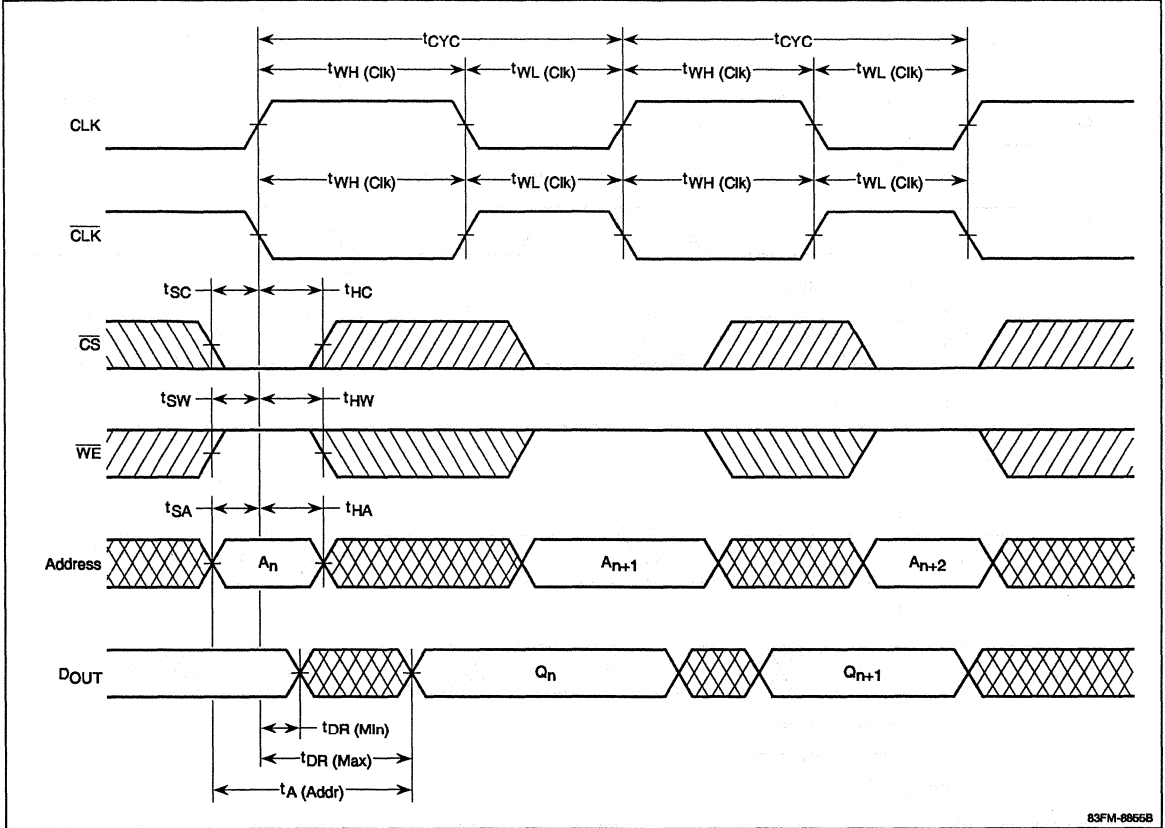 tCYC tCYC
tWH (Clk) tWL (Clk) tWH (Clk) tWL (Clk)
CLK
tWH (Clk) tWL (Clk) tWH (Clk) tWL (Clk)
CLK
tSC tHC
CS
tSW tHW
WE
tSA tHA
Address An An+1 An+2
DOUT Qn Qn+1
tDR (Min)
tDR (Max)
tA (Addr)
83FM-8855B